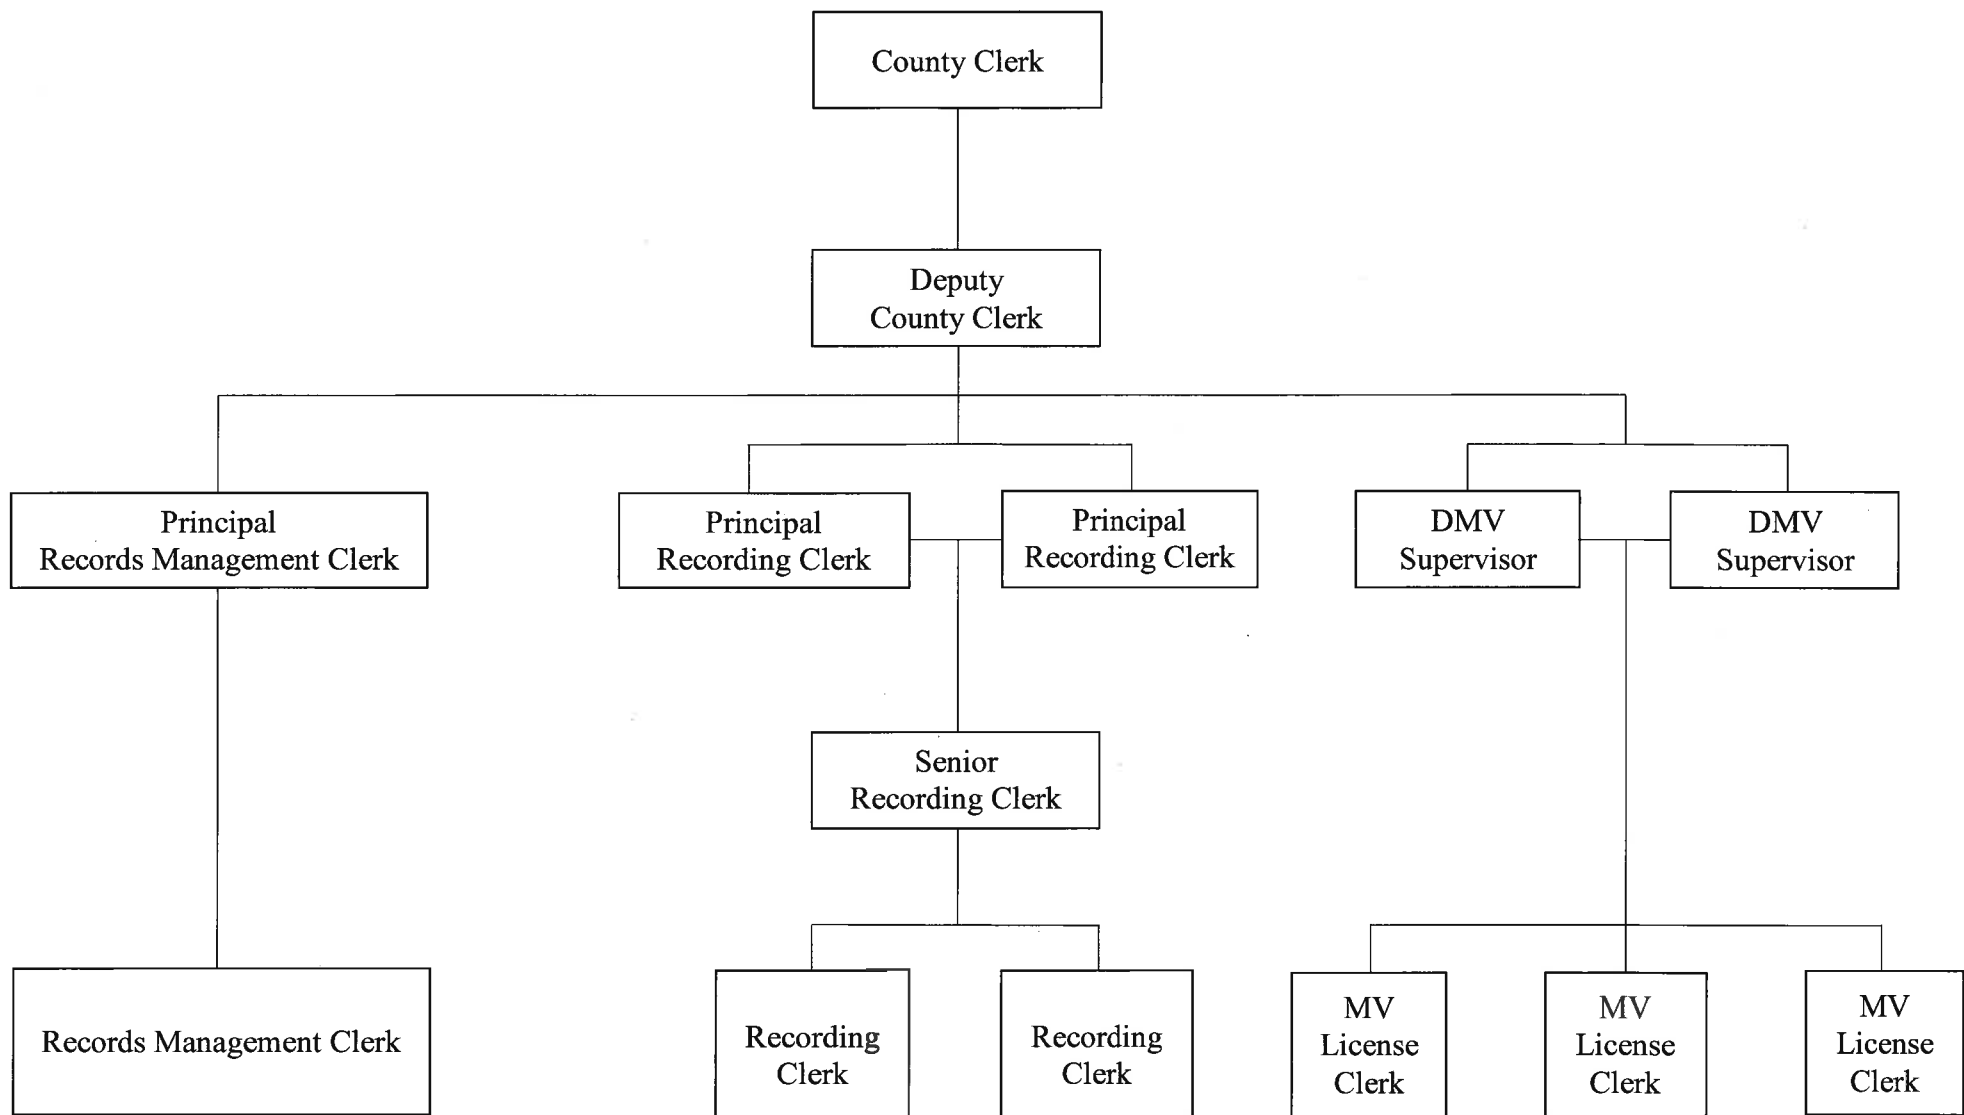 County Clerk
Deputy
County Clerk
Principal
Records Management Clerk
Principal
Recording Clerk
Principal
Recording Clerk
DMV
Supervisor
DMV
Supervisor
Senior
Recording Clerk
Records Management Clerk
Recording
Clerk
Recording
Clerk
MV
License
Clerk
MV
License
Clerk
MV
License
Clerk